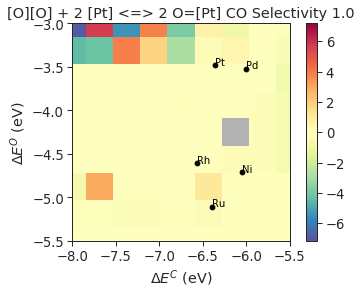 [O][O] + 2 [Pt] <=> 2 O=[Pt] CO Selectivity 1.0
−3.0
−3.5
−4.0
−4.5
−5.0
−5.5
ΔE^O (eV)
Pt
Pd
Rh
Ni
Ru
−8.0 −7.5 −7.0 −6.5 −6.0 −5.5
ΔE^C (eV)
6
4
2
0
−2
−4
−6